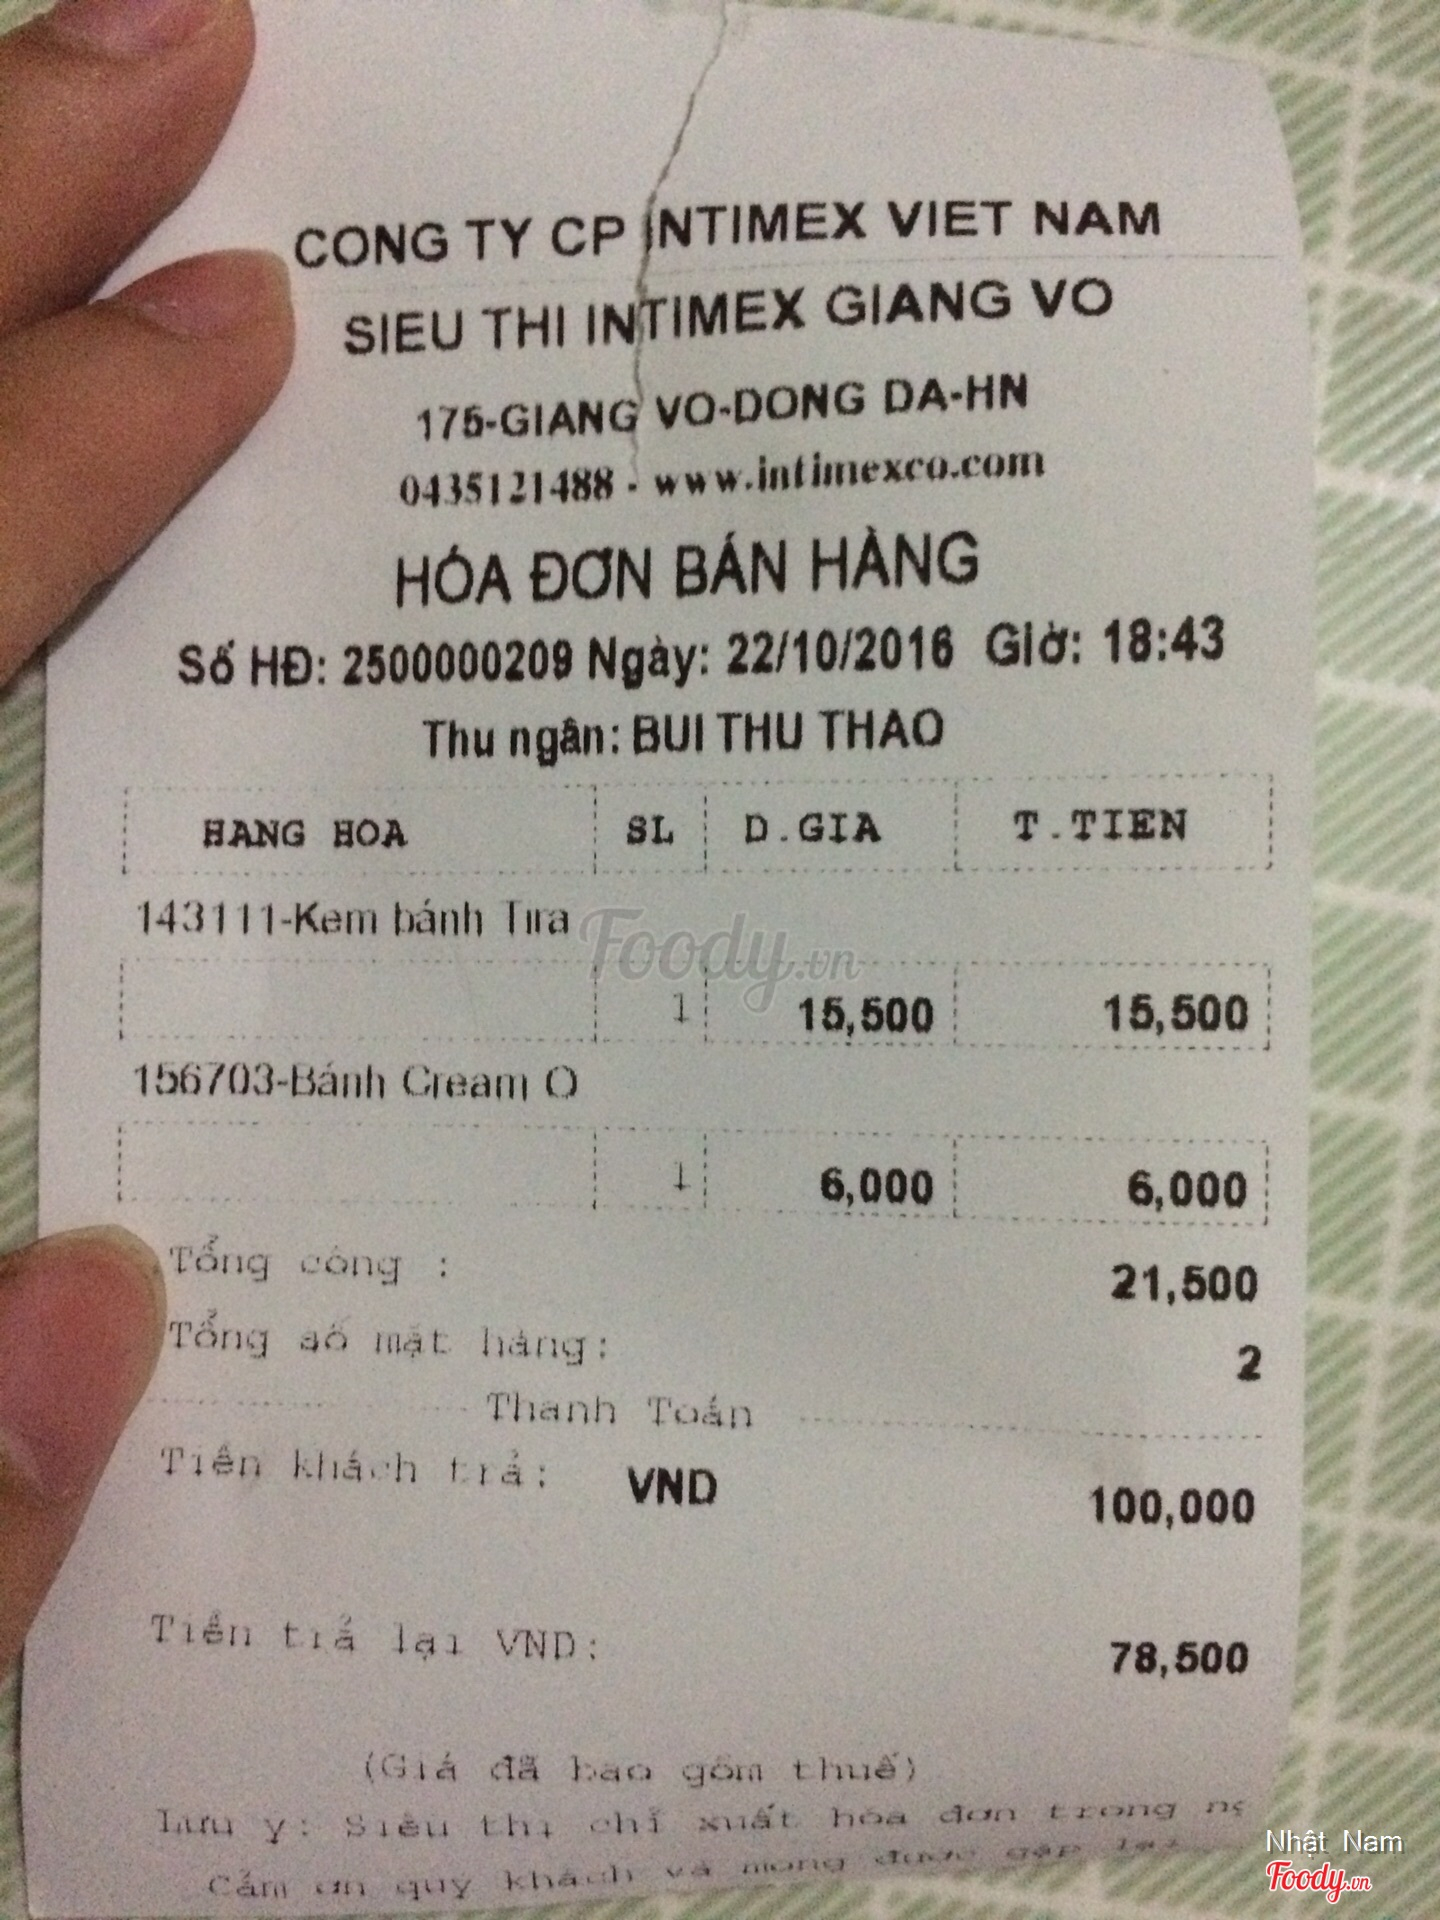 CONG TY CP INTIMEX VIET NAM
SIEU THI INTIMEX GIANG VO
175-GIANG VO-DONG DA-HN
0435121488 - www.intimexco.com
HÓA ĐƠN BÁN HÀNG
Số HĐ: 2500000209 Ngày: 22/10/2016 Giờ: 18:43
Thu ngân: BUI THU THAO
HANG HOA SL D.GIA T.TIEN
143111-Kem bánh Tira
1 15,500 15,500
156703-Bánh Cream O
1 6,000 6,000
Tổng công : 21,500
Tổng số mặt hàng: 2
Thanh Toán
Tiền khách trả: VND 100,000
Tiền trả lại VND: 78,500
(Giá đã bao gồm thuế)
Lưu y: Siêu thị chỉ xuất hóa đơn trong
Cảm ơn quý khách và mong được gặp lại
Foody.vn
Nhật Nam
Foody.vn